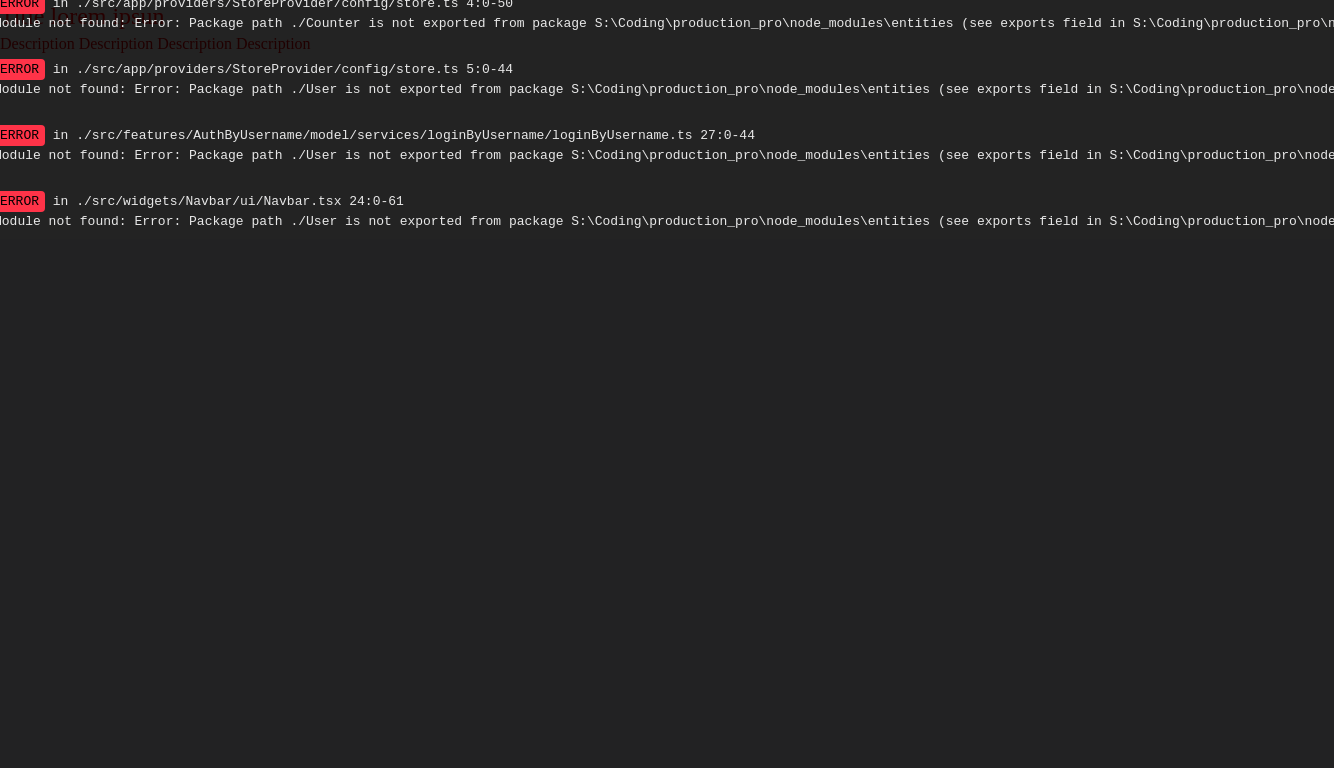 ERROR in ./src/app/providers/StoreProvider/config/store.ts 4:0-50
Title lorem ipsun
Module not found: Error: Package path ./Counter is not exported from package S:\Coding\production_pro\node_modules\entities (see exports field in S:\Coding\production_pro\n
Description Description Description Description
ERROR in ./src/app/providers/StoreProvider/config/store.ts 5:0-44
Module not found: Error: Package path ./User is not exported from package S:\Coding\production_pro\node_modules\entities (see exports field in S:\Coding\production_pro\node
ERROR in ./src/features/AuthByUsername/model/services/loginByUsername/loginByUsername.ts 27:0-44
Module not found: Error: Package path ./User is not exported from package S:\Coding\production_pro\node_modules\entities (see exports field in S:\Coding\production_pro\node
ERROR in ./src/widgets/Navbar/ui/Navbar.tsx 24:0-61
Module not found: Error: Package path ./User is not exported from package S:\Coding\production_pro\node_modules\entities (see exports field in S:\Coding\production_pro\node